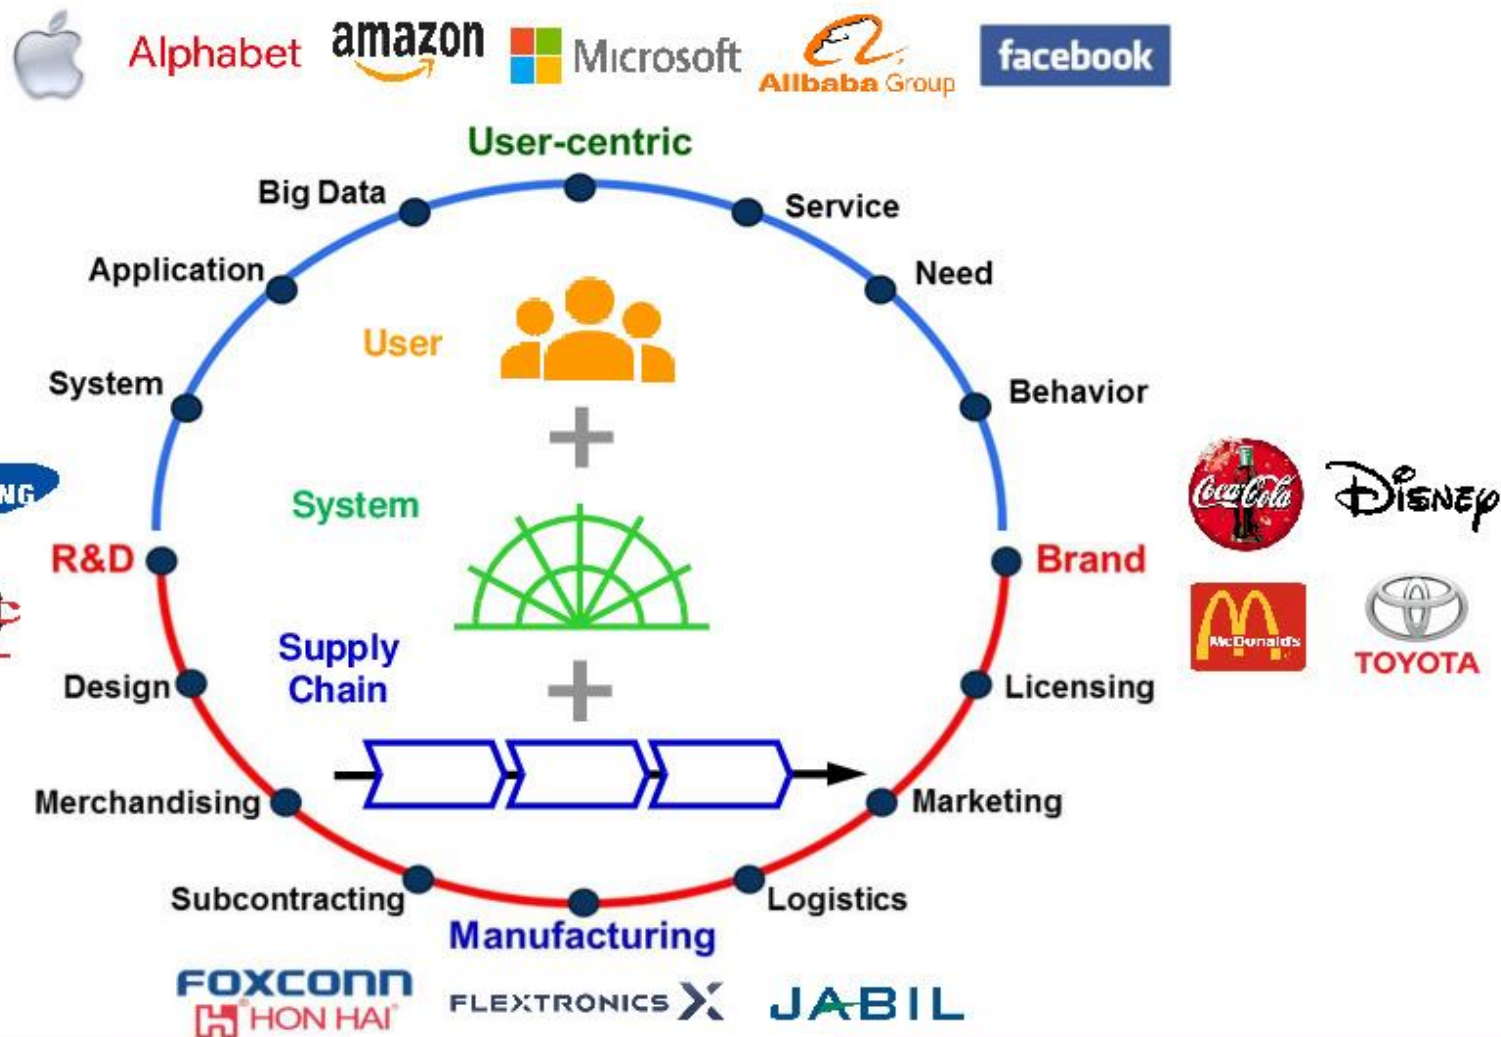 Alphabet
amazon
Microsoft
Alibaba Group
facebook
User-centric
Big Data
Service
Application
Need
User
System
Behavior
NG
Coca-Cola
Disney
System
R&D
Brand
McDonald's
TOYOTA
Supply
Chain
Design
Licensing
Merchandising
Marketing
Subcontracting
Logistics
Manufacturing
FOXCONN
HON HAI
FLEXTRONICS
JABIL